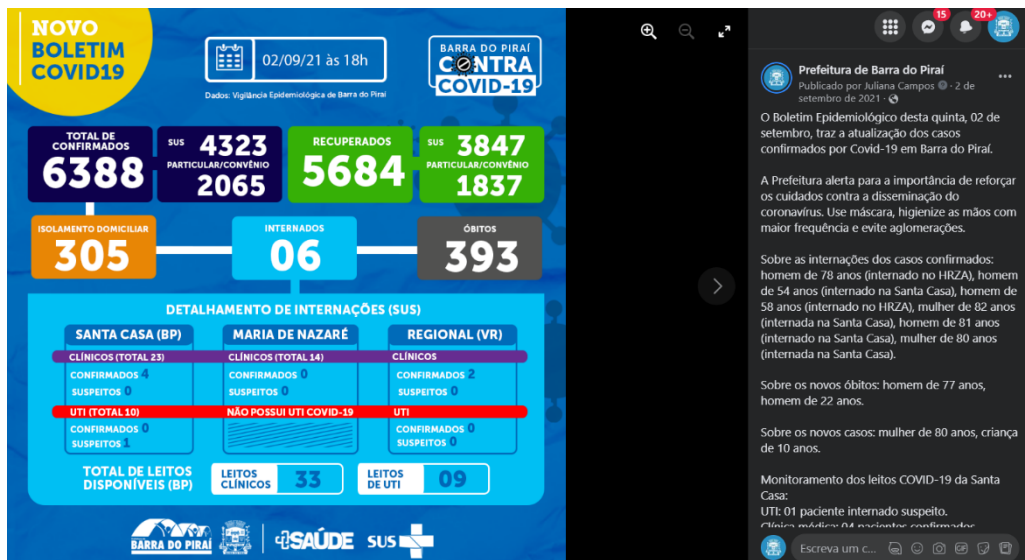 NOVO
BOLETIM
COVID19
02/09/21 às 18h
Dados: Vigilância Epidemiológica de Barra do Piraí
BARRA DO PIRAÍ
CONTRA
COVID-19
TOTAL DE
CONFIRMADOS
6388
SUS 4323
PARTICULAR/CONVÊNIO
2065
RECUPERADOS
5684
SUS 3847
PARTICULAR/CONVÊNIO
1837
ISOLAMENTO DOMICILIAR
305
INTERNADOS
06
ÓBITOS
393
DETALHAMENTO DE INTERNAÇÕES (SUS)
SANTA CASA (BP)
CLÍNICOS (TOTAL 23)
CONFIRMADOS 4
SUSPEITOS 0
UTI (TOTAL 10)
CONFIRMADOS 0
SUSPEITOS 1
MARIA DE NAZARÉ
CLÍNICOS (TOTAL 14)
CONFIRMADOS 0
SUSPEITOS 0
NÃO POSSUI UTI COVID-19
REGIONAL (VR)
CLÍNICOS
CONFIRMADOS 2
SUSPEITOS 0
UTI
CONFIRMADOS 0
SUSPEITOS 0
TOTAL DE LEITOS
DISPONÍVEIS (BP)
LEITOS
CLÍNICOS
33
LEITOS
DE UTI
09
BARRA DO PIRAÍ
SAÚDE
SUS
15
20+
Prefeitura de Barra do Piraí
Publicado por Juliana Campos · 2 de
setembro de 2021 ·
O Boletim Epidemiológico desta quinta, 02 de
setembro, traz a atualização dos casos
confirmados por Covid-19 em Barra do Piraí.
A Prefeitura alerta para a importância de reforçar
os cuidados contra a disseminação do
coronavírus. Use máscara, higienize as mãos com
maior frequência e evite aglomerações.
Sobre as internações dos casos confirmados:
homem de 78 anos (internado no HRZA), homem
de 54 anos (internado na Santa Casa), homem de
58 anos (internado no HRZA), mulher de 82 anos
(internada na Santa Casa), homem de 81 anos
(internado na Santa Casa), mulher de 80 anos
(internada na Santa Casa).
Sobre os novos óbitos: homem de 77 anos,
homem de 22 anos.
Sobre os novos casos: mulher de 80 anos, criança
de 10 anos.
Monitoramento dos leitos COVID-19 da Santa
Casa:
UTI: 01 paciente internado suspeito.
Clínica médica: 04 pacientes confirmados
Escreva um c...